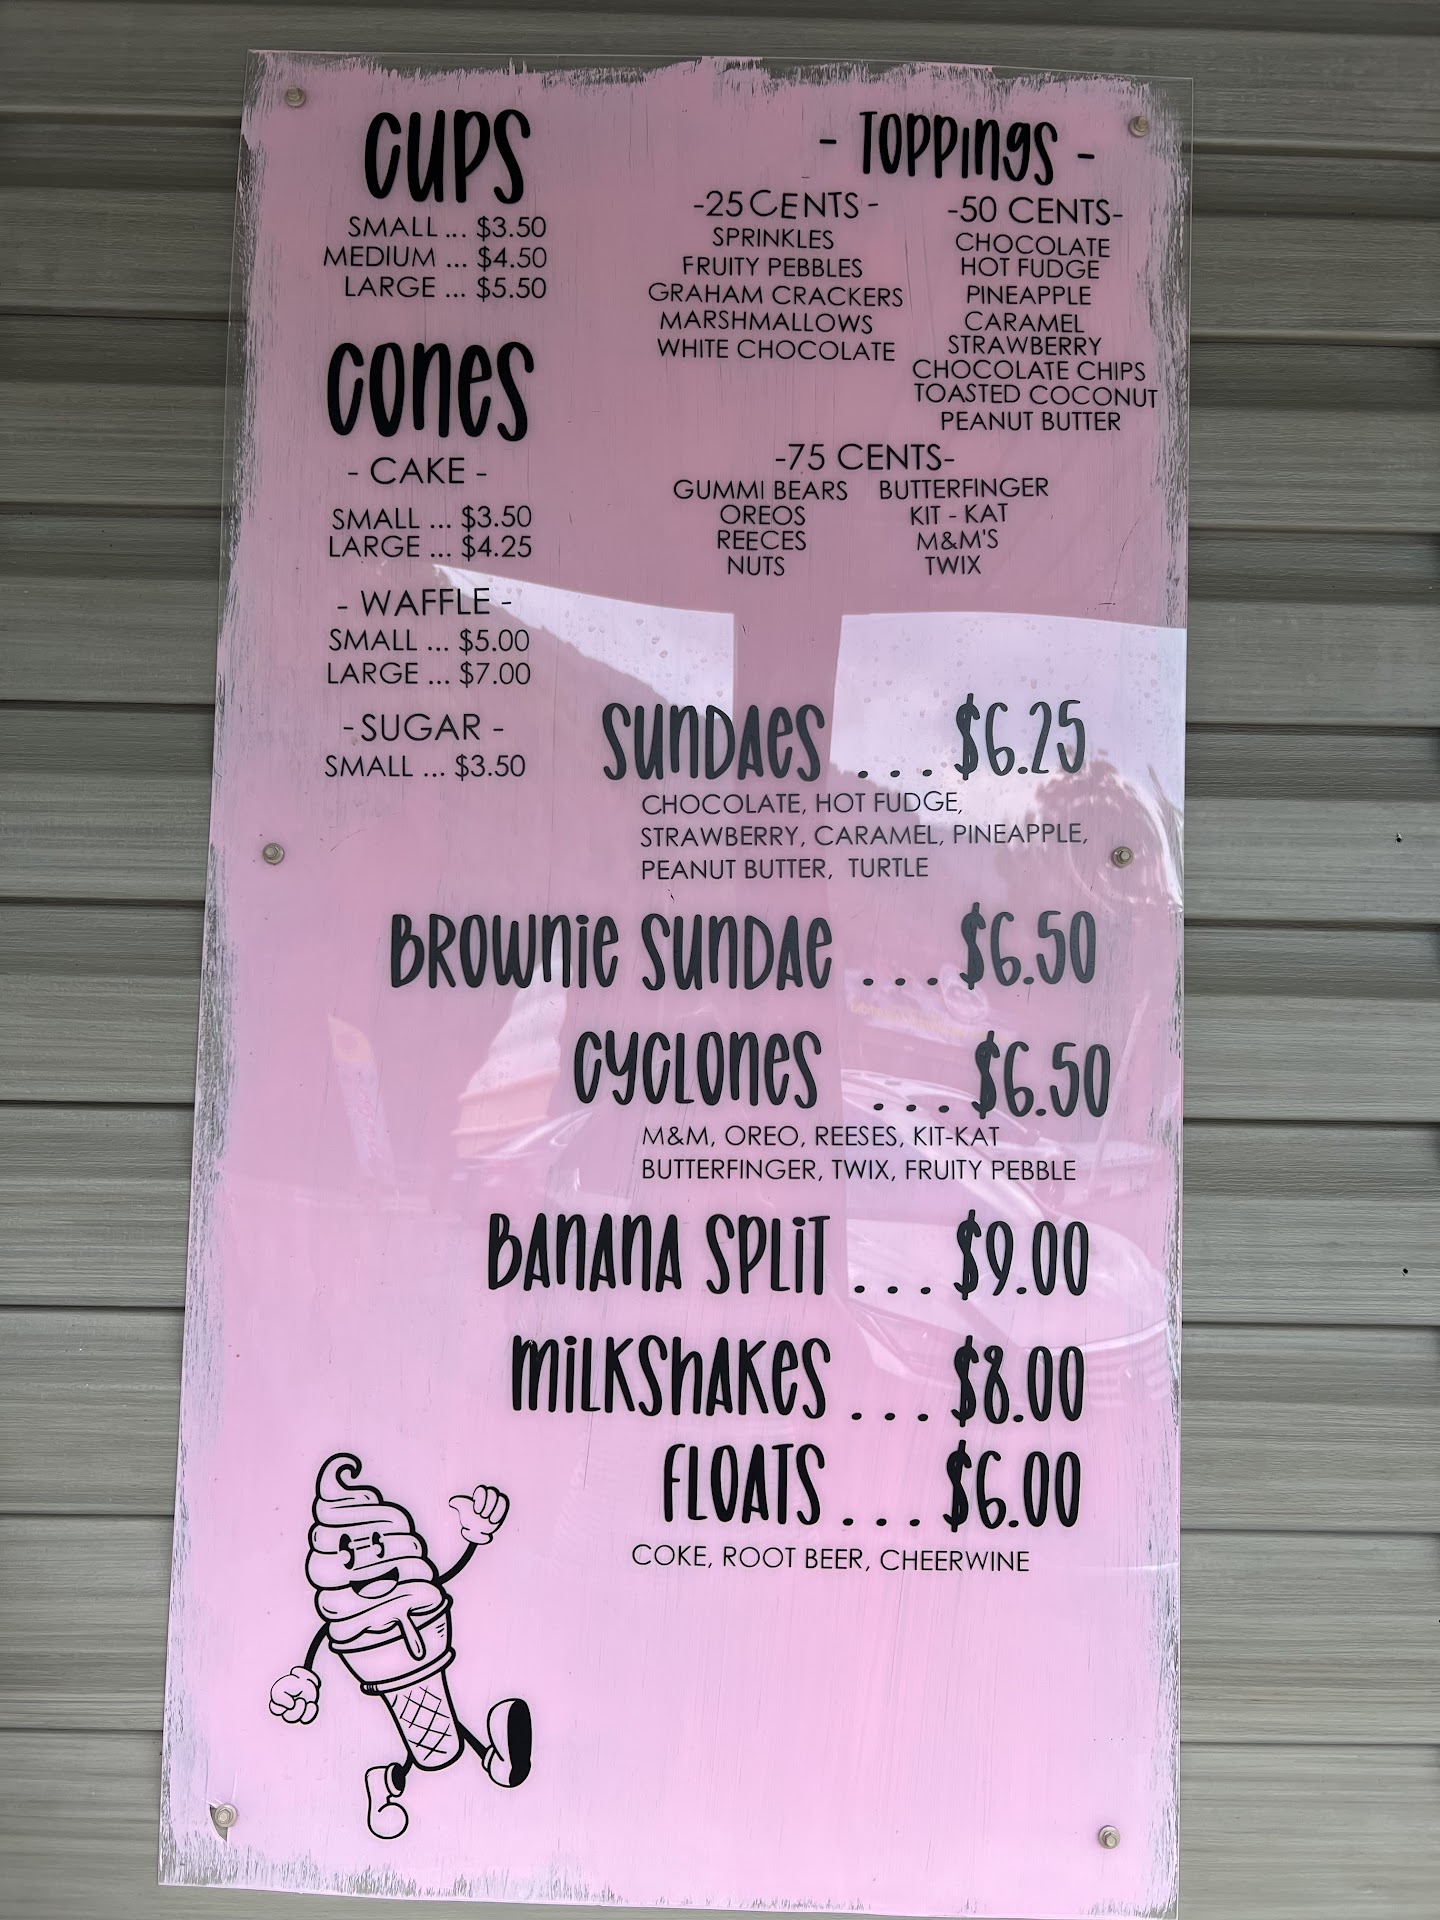 CUPS
SMALL ... $3.50
MEDIUM ... $4.50
LARGE ... $5.50
CONES
- CAKE -
SMALL ... $3.50
LARGE ... $4.25
- WAFFLE -
SMALL ... $5.00
LARGE ... $7.00
- SUGAR -
SMALL ... $3.50
- TOPPINGS -
-25 CENTS -
SPRINKLES
FRUITY PEBBLES
GRAHAM CRACKERS
MARSHMALLOWS
WHITE CHOCOLATE
-50 CENTS-
CHOCOLATE
HOT FUDGE
PINEAPPLE
CARAMEL
STRAWBERRY
CHOCOLATE CHIPS
TOASTED COCONUT
PEANUT BUTTER
-75 CENTS-
GUMMI BEARS
OREOS
REECES
NUTS
BUTTERFINGER
KIT - KAT
M&M'S
TWIX
SUNDAES ... $6.25
CHOCOLATE, HOT FUDGE,
STRAWBERRY, CARAMEL, PINEAPPLE,
PEANUT BUTTER, TURTLE
BROWNIE SUNDAE ... $6.50
CYCLONES ... $6.50
M&M, OREO, REESES, KIT-KAT
BUTTERFINGER, TWIX, FRUITY PEBBLE
BANANA SPLIT ... $9.00
MILKSHAKES ... $8.00
FLOATS ... $6.00
COKE, ROOT BEER, CHEERWINE